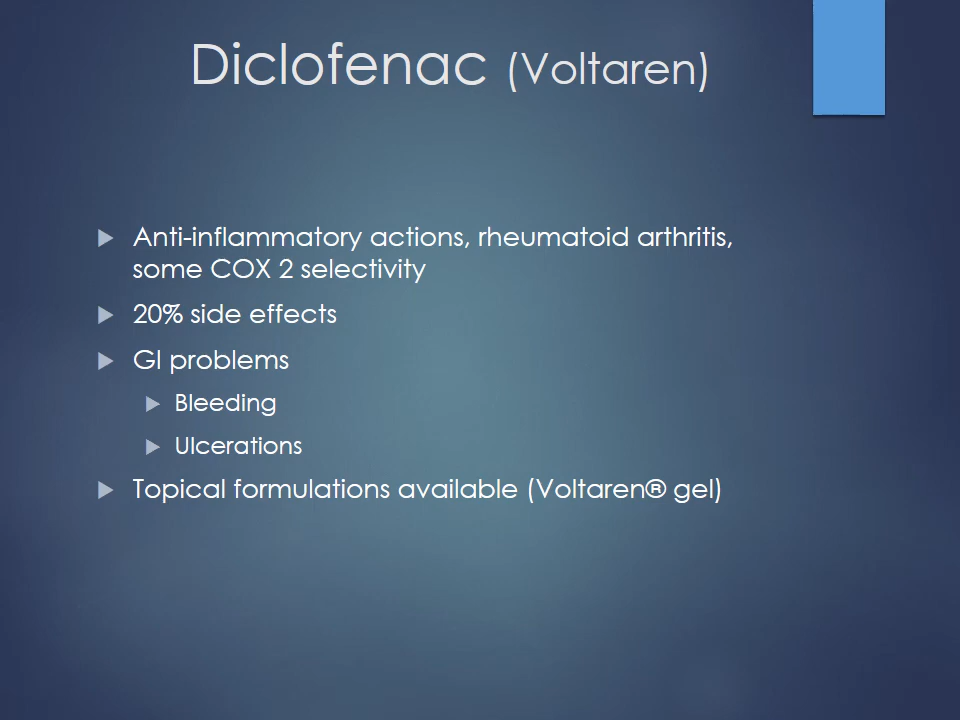 Diclofenac (Voltaren)
Anti-inflammatory actions, rheumatoid arthritis,
some COX 2 selectivity
20% side effects
GI problems
Bleeding
Ulcerations
Topical formulations available (Voltaren® gel)